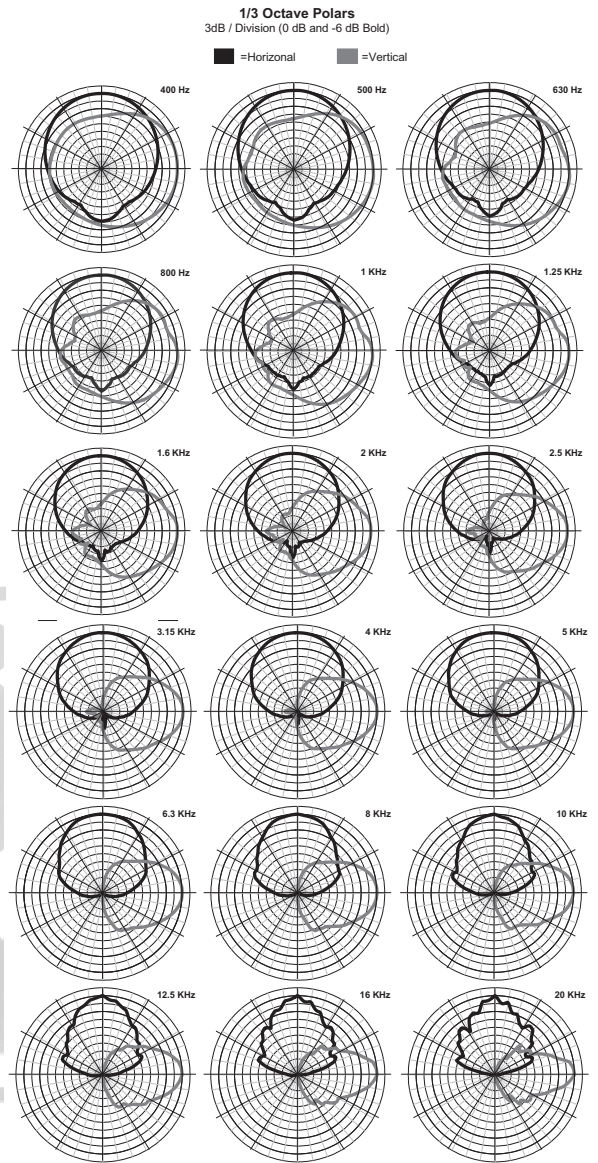 1/3 Octave Polars
3dB / Division (0 dB and -6 dB Bold)
=Horizonal =Vertical
400 Hz 500 Hz 630 Hz
800 Hz 1 KHz 1.25 KHz
1.6 KHz 2 KHz 2.5 KHz
3.15 KHz 4 KHz 5 KHz
6.3 KHz 8 KHz 10 KHz
12.5 KHz 16 KHz 20 KHz